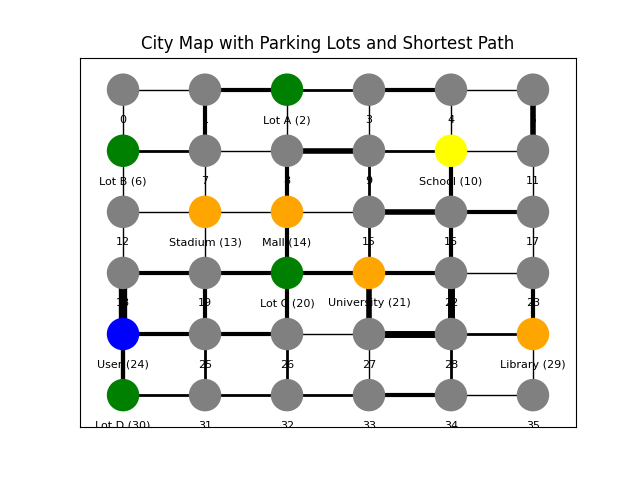 City Map with Parking Lots and Shortest Path
0 Lot A (2) 3 4
Lot B (6) 7 8 9 School (10) 11
12 Stadium (13) Mall (14) 15 16 17
18 19 Lot C (20) University (21) 22 23
User (24) 25 26 27 28 Library (29)
Lot D (30) 31 32 33 34 35